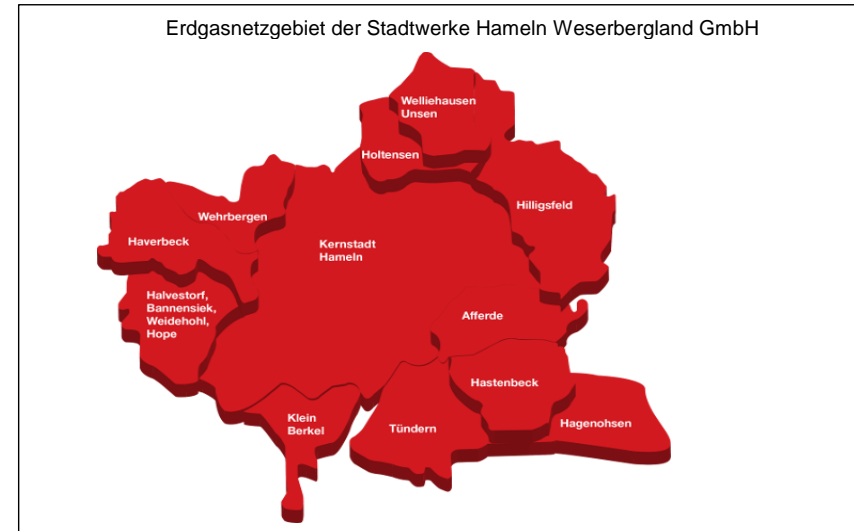 Erdgasnetzgebiet der Stadtwerke Hameln Weserbergland GmbH
Welliehausen
Unsen
Holtensen
Hilligsfeld
Wehrbergen
Haverbeck
Kernstadt
Hameln
Halvestorf,
Bannensiek,
Weidehohl,
Hope
Afferde
Hastenbeck
Klein
Berkel
Tündern
Hagenohsen